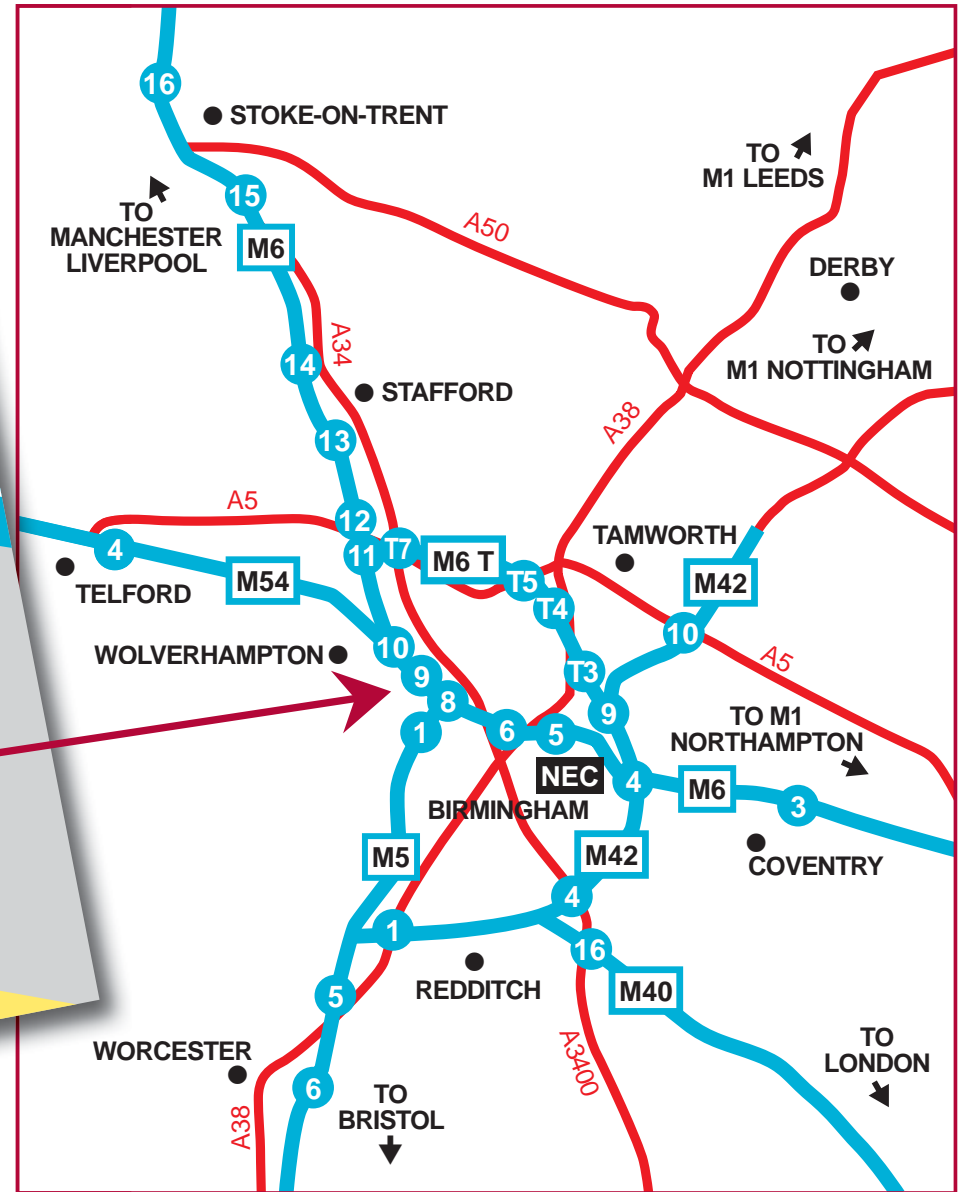 16
STOKE-ON-TRENT
TO
M1 LEEDS
15
TO
MANCHESTER
LIVERPOOL
M6
A50
DERBY
A34
14
TO
M1 NOTTINGHAM
STAFFORD
A38
13
A5
12
4
11
T7
M6 T
TAMWORTH
T5
M54
M42
TELFORD
T4
10
WOLVERHAMPTON
10
A5
9
T3
8
9
1
6
5
TO M1
NORTHAMPTON
NEC
4
M6
3
BIRMINGHAM
M5
M42
COVENTRY
4
1
16
REDDITCH
5
M40
WORCESTER
A3400
TO
LONDON
6
TO
BRISTOL
A38